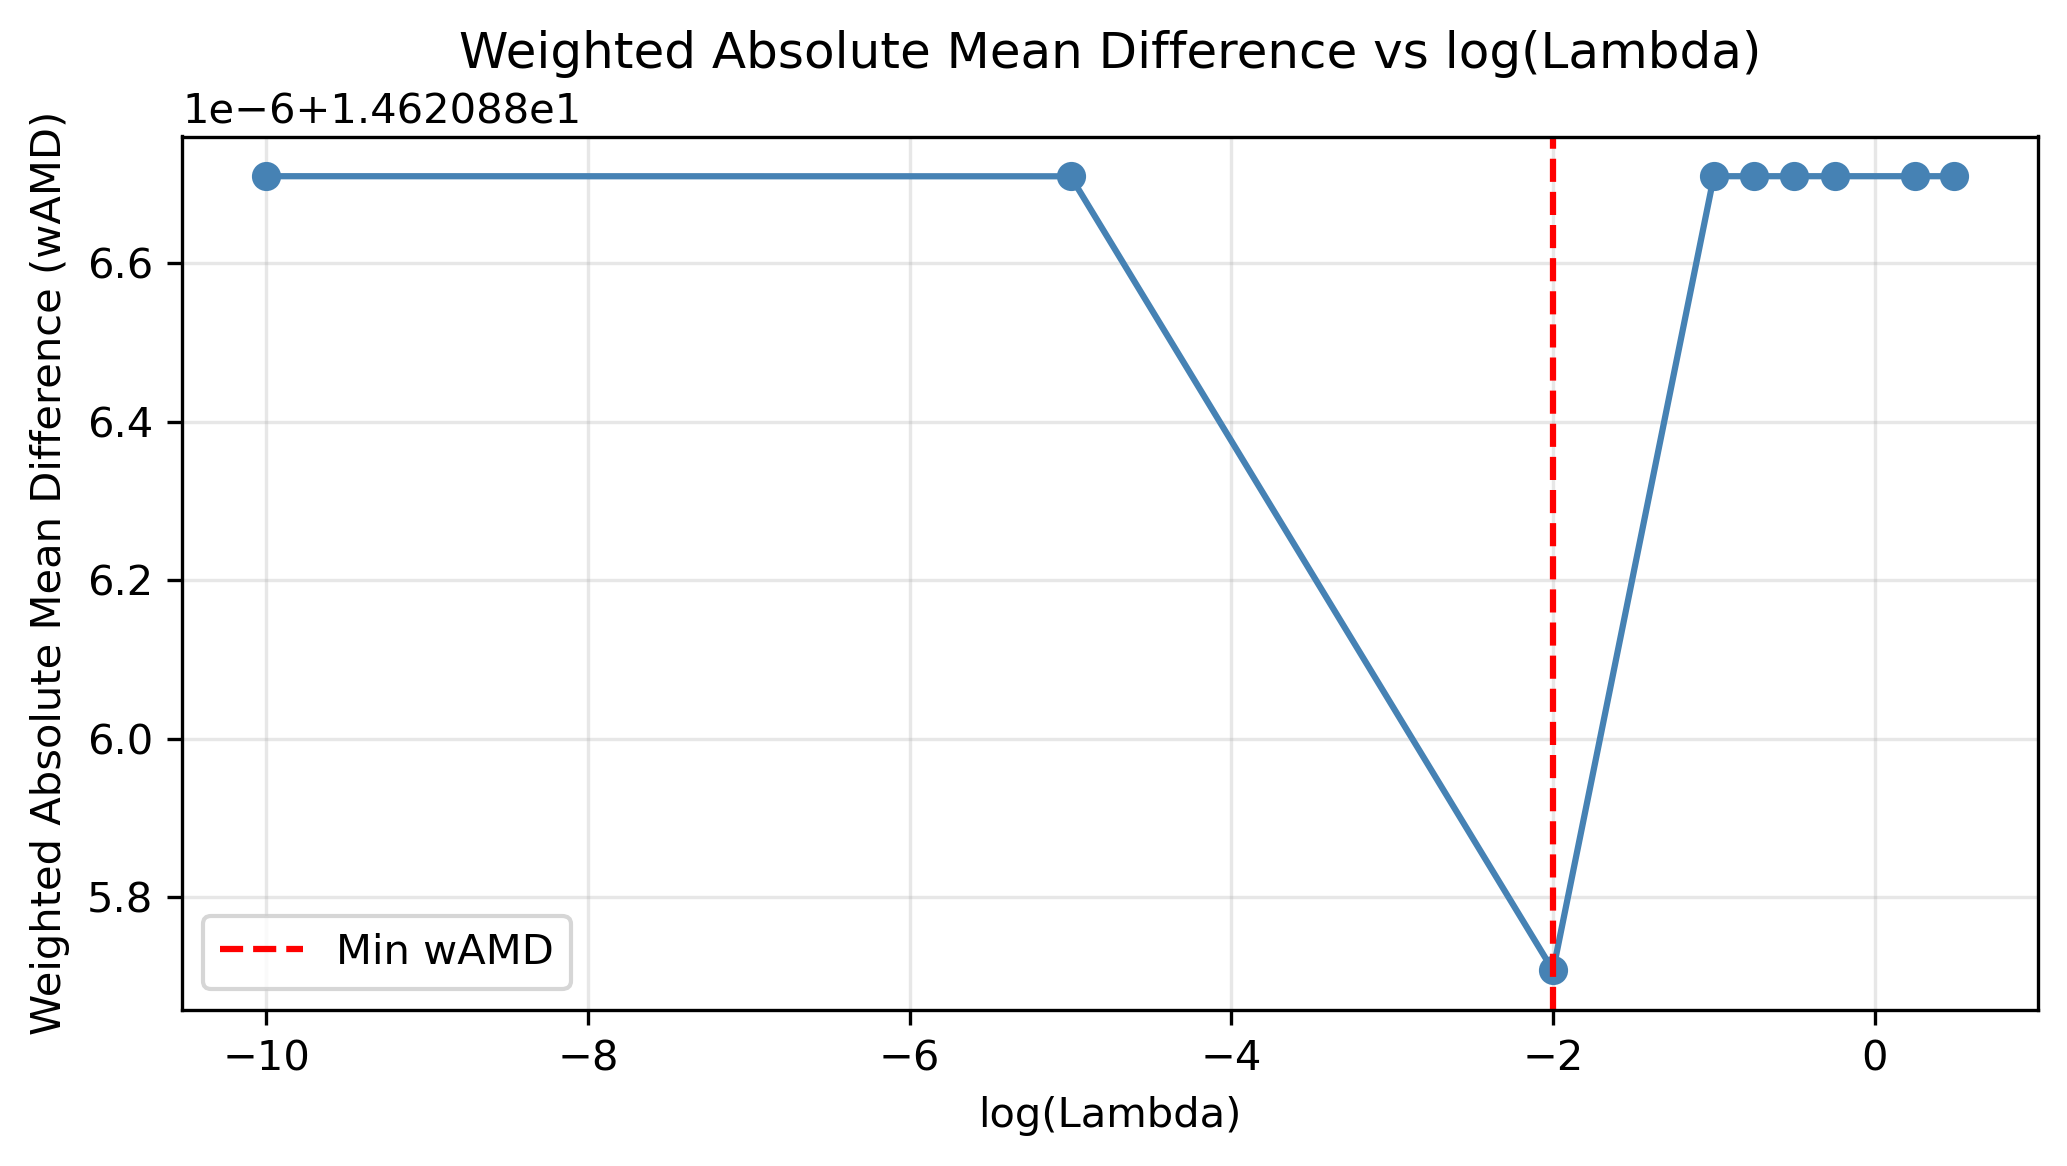 Weighted Absolute Mean Difference vs log(Lambda)
1e−6+1.462088e1
Weighted Absolute Mean Difference (wAMD)
6.6
6.4
6.2
6.0
5.8
Min wAMD
−10 −8 −6 −4 −2 0
log(Lambda)